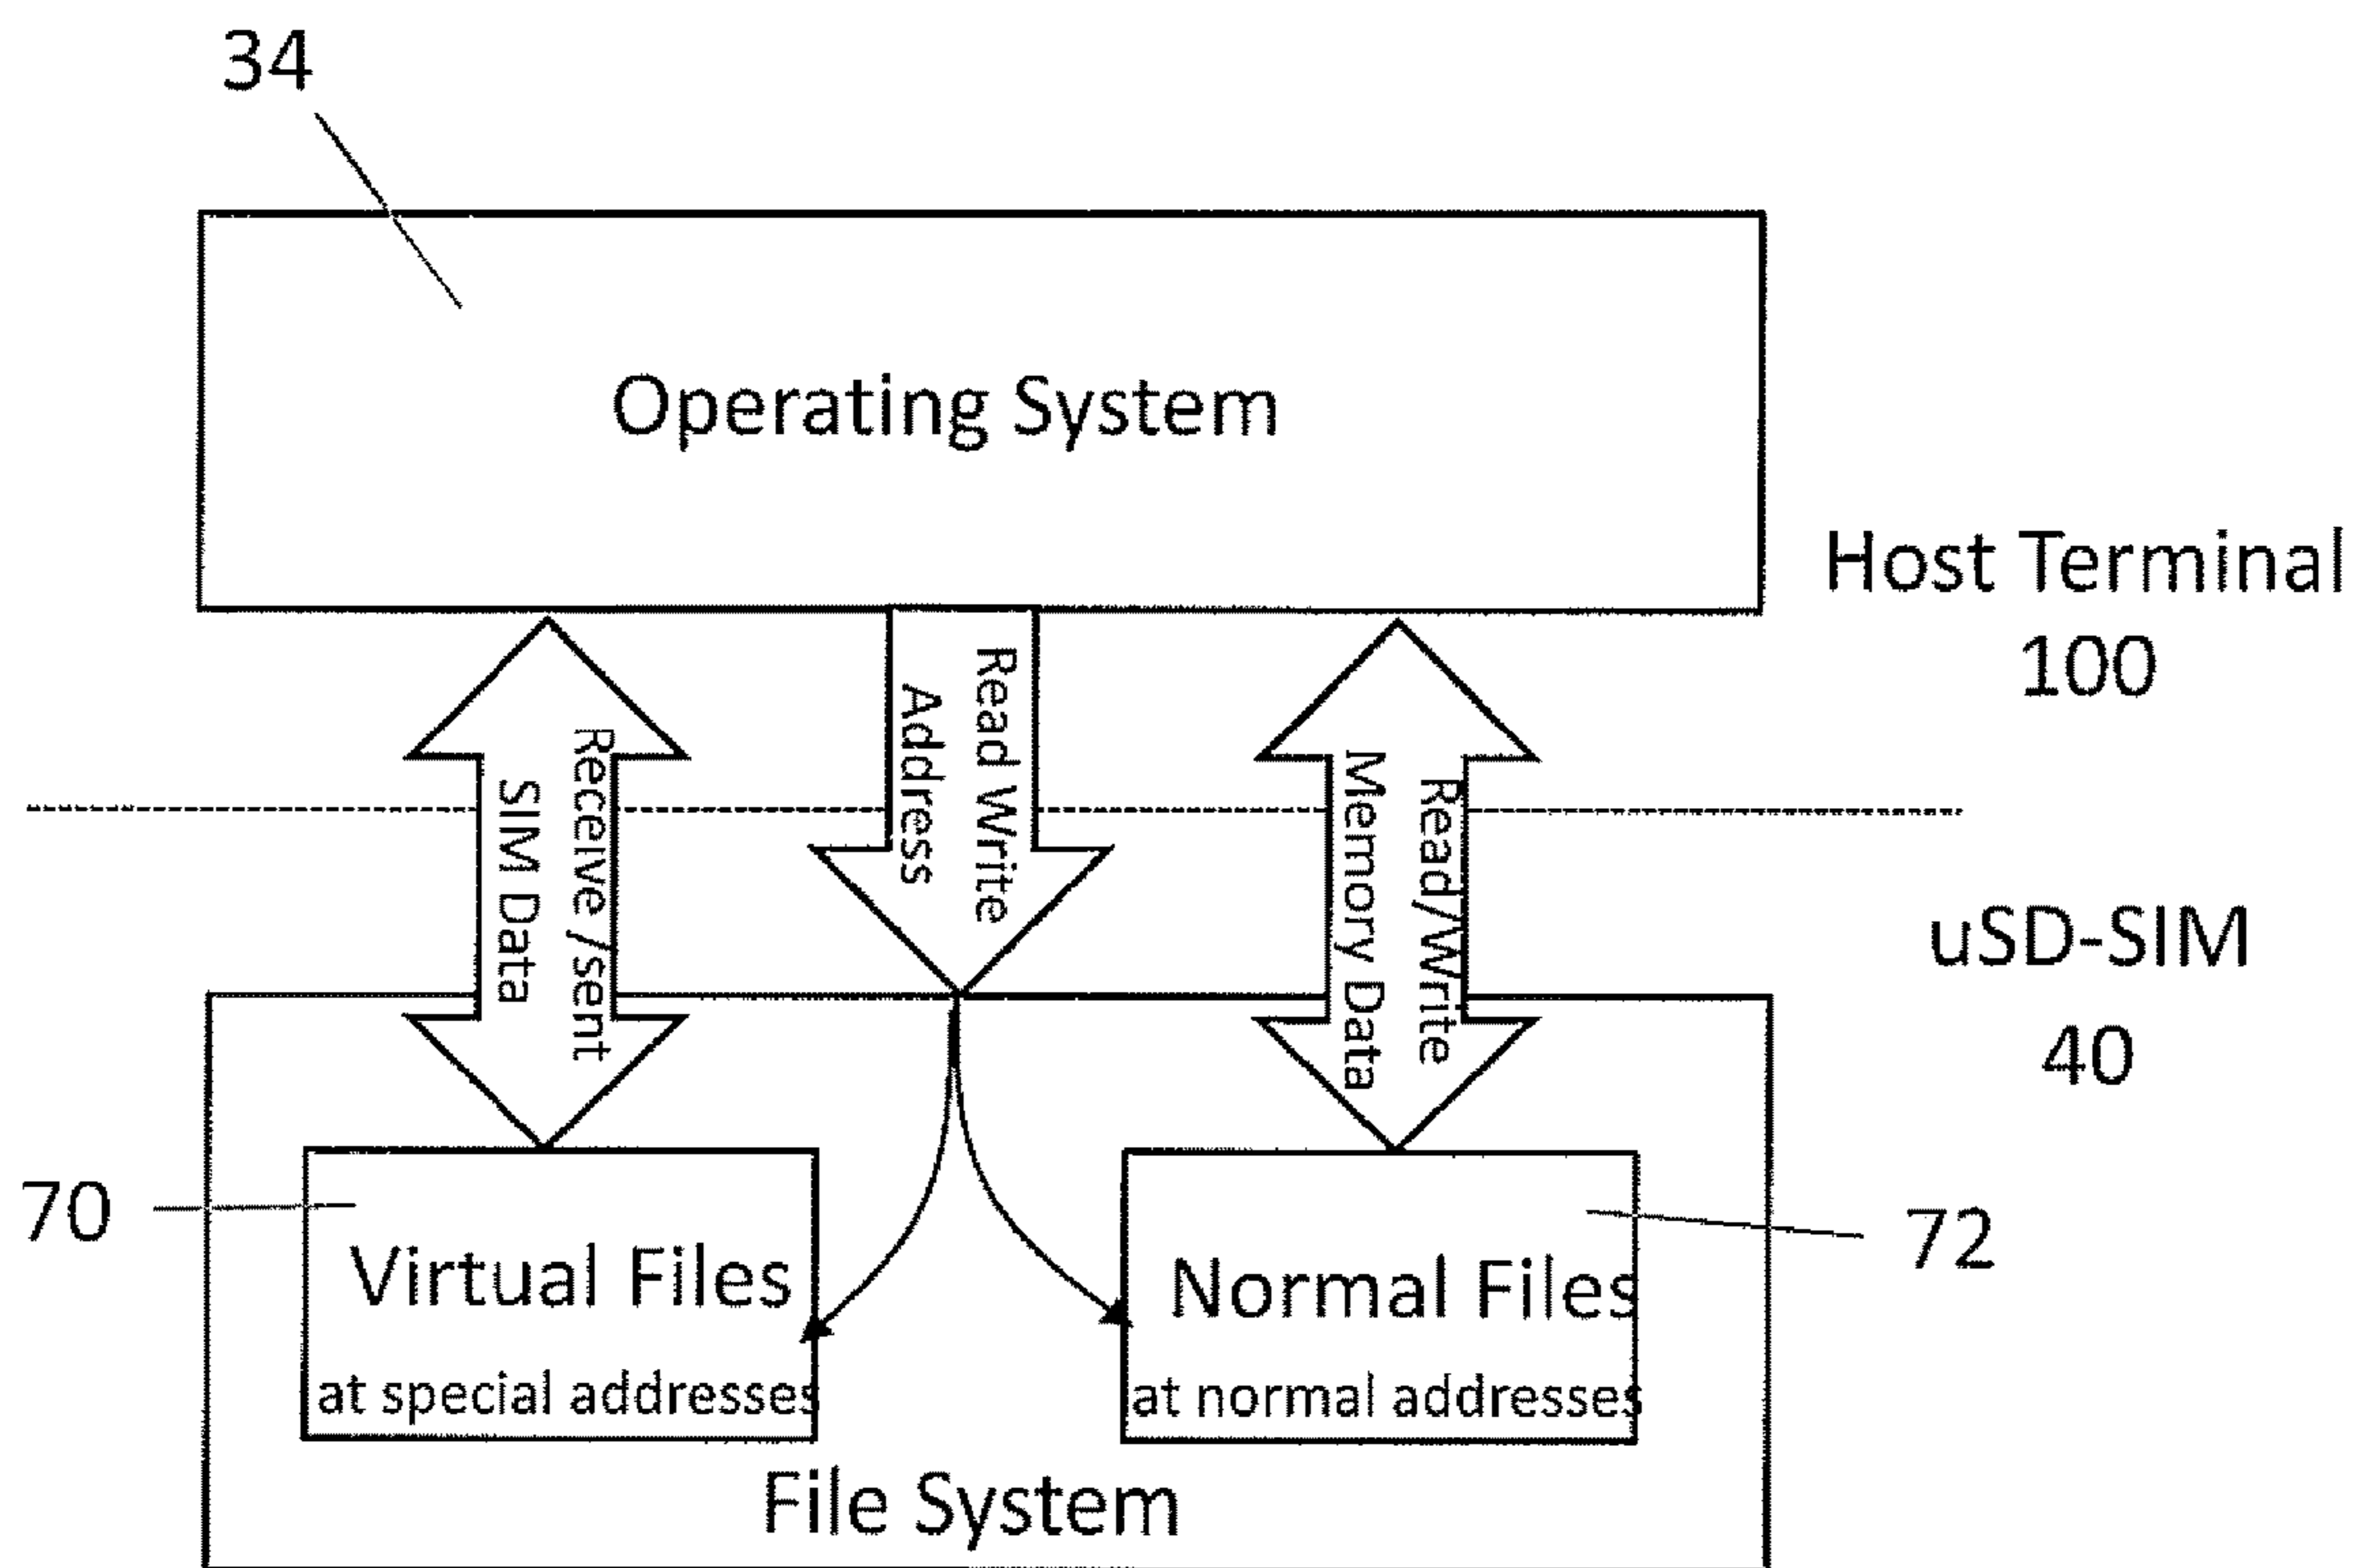 34
Operating System
Host Terminal
100
Receive/sent
SIM Data
Read Write
Address
Read/Write
Memory Data
uSD-SIM
40
70
Virtual Files
at special addresses
Normal Files
at normal addresses
72
File System